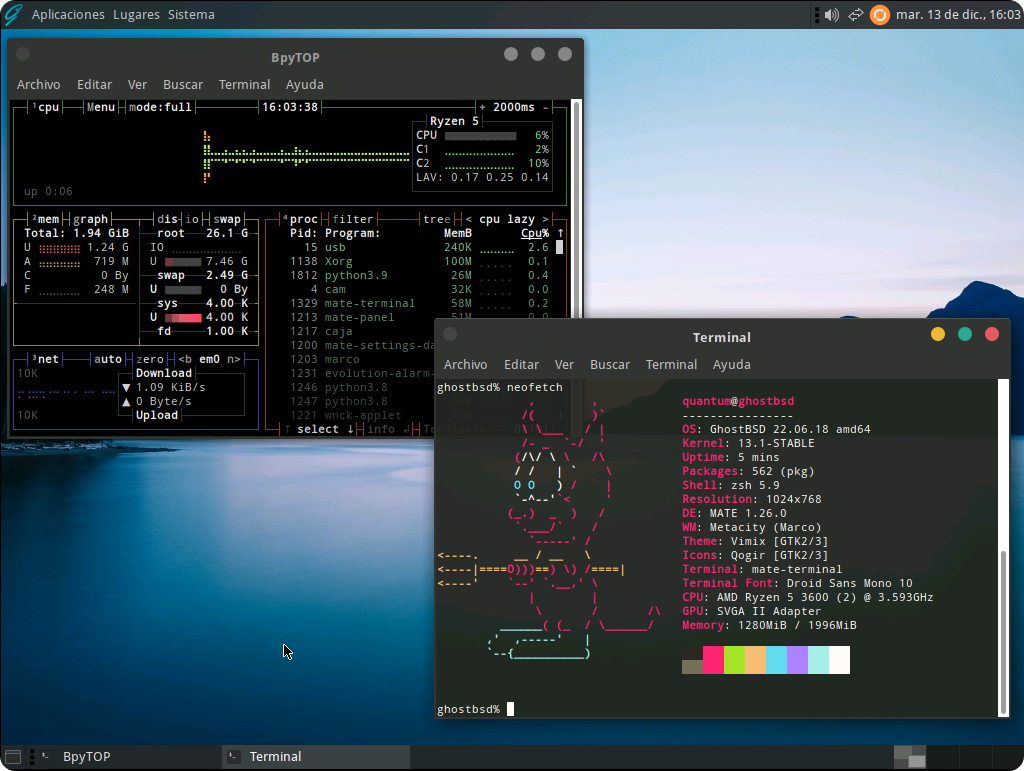 Aplicaciones Lugares Sistema
mar. 13 de dic., 16:03
BpyTOP
Archivo Editar Ver Buscar Terminal Ayuda
¹cpu Menu mode:full 16:03:38 + 2000ms -
Ryzen 5
CPU 6%
C1 2%
C2 10%
LAV: 0.17 0.25 0.14
up 0:06
²mem graph dis io swap
Total: 1.94 GiB
U 1.24 G
A 719 M
C 0 By
F 248 M
root 26.1 G
IO
U 7.46 G
swap 2.49 G
U 0 By
sys 4.00 K
U 4.00 K
fd 1.00 K
⁴proc filter tree < cpu lazy >
Pid: Program: MemB Cpu% ↑
15 usb 240K 2.6
1138 Xorg 100M 0.1
1812 python3.9 26M 0.4
4 cam 32K 0.0
1329 mate-terminal 58M 0.2
1213 mate-panel 51M 0.0
1217 caja
1200 mate-settings-da
1203 marco
1231 evolution-alarm-
1246 python3.8
1247 python3.8
1221 wnck-applet
↑ select ↓ info ↲
³net auto zero <b em0 n>
10K
Download
▼ 1.09 KiB/s
▲ 0 Byte/s
Upload
10K
Terminal
Archivo Editar Ver Buscar Terminal Ayuda
ghostbsd% neofetch
quantum@ghostbsd
----------------
OS: GhostBSD 22.06.18 amd64
Kernel: 13.1-STABLE
Uptime: 5 mins
Packages: 562 (pkg)
Shell: zsh 5.9
Resolution: 1024x768
DE: MATE 1.26.0
WM: Metacity (Marco)
Theme: Vimix [GTK2/3]
Icons: Qogir [GTK2/3]
Terminal: mate-terminal
Terminal Font: Droid Sans Mono 10
CPU: AMD Ryzen 5 3600 (2) @ 3.593GHz
GPU: SVGA II Adapter
Memory: 1280MiB / 1996MiB
ghostbsd%
BpyTOP
Terminal